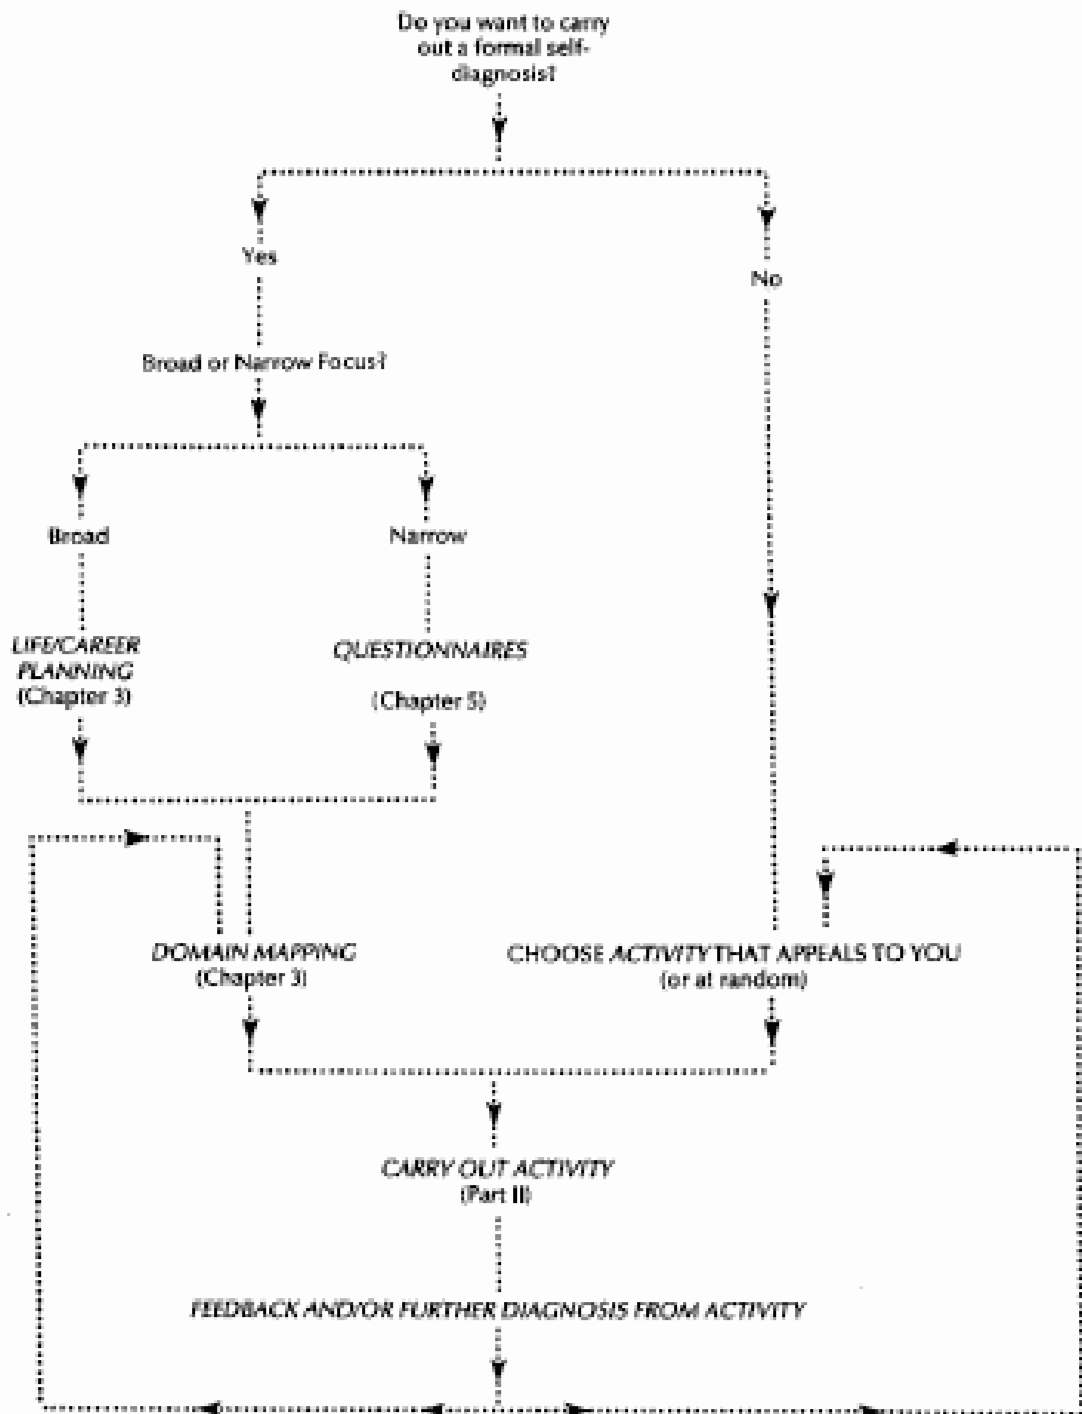 Do you want to carry
out a formal self-
diagnosis?
Yes
No
Broad or Narrow Focus?
Broad
Narrow
LIFE/CAREER
PLANNING
(Chapter 3)
QUESTIONNAIRES
(Chapter 5)
DOMAIN MAPPING
(Chapter 3)
CHOOSE ACTIVITY THAT APPEALS TO YOU
(or at random)
CARRY OUT ACTIVITY
(Part II)
FEEDBACK AND/OR FURTHER DIAGNOSIS FROM ACTIVITY